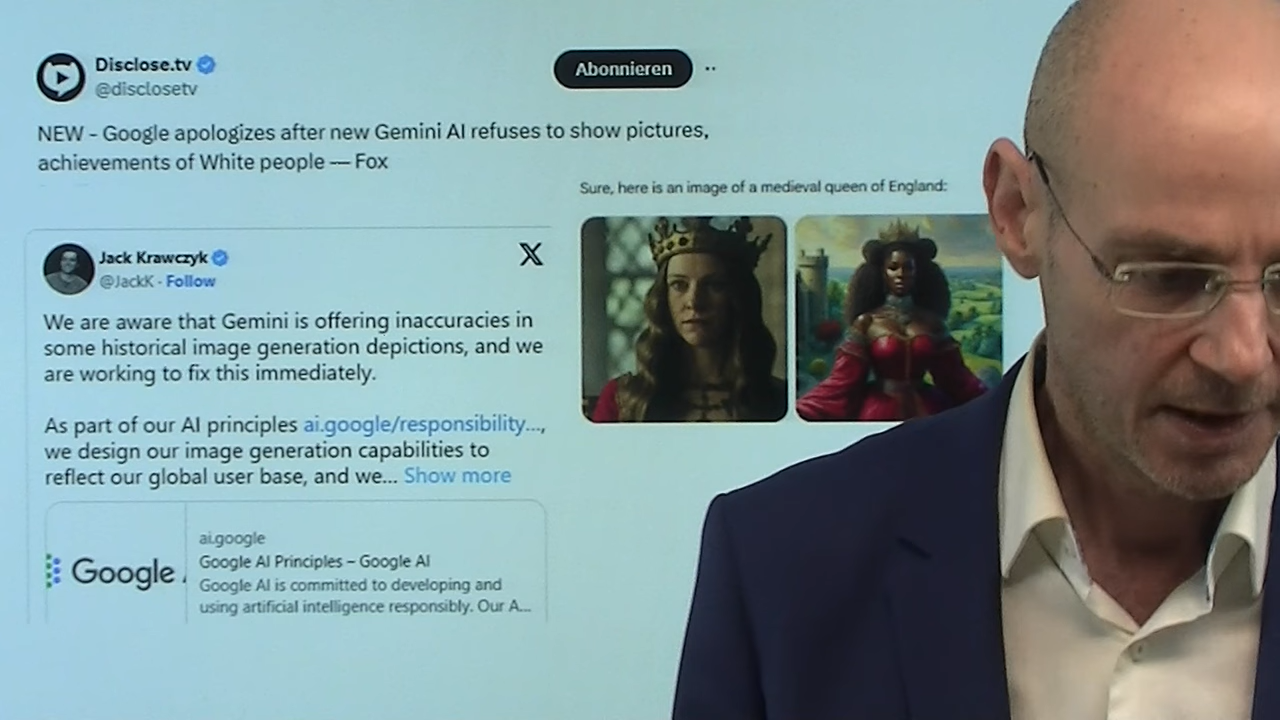 Disclose.tv
@disclosetv
Abonnieren
NEW - Google apologizes after new Gemini AI refuses to show pictures,
achievements of White people — Fox
Sure, here is an image of a medieval queen of England:
Jack Krawczyk
@JackK · Follow
We are aware that Gemini is offering inaccuracies in
some historical image generation depictions, and we
are working to fix this immediately.
As part of our AI principles ai.google/responsibility...,
we design our image generation capabilities to
reflect our global user base, and we... Show more
Google
ai.google
Google AI Principles – Google AI
Google AI is committed to developing and
using artificial intelligence responsibly. Our A...